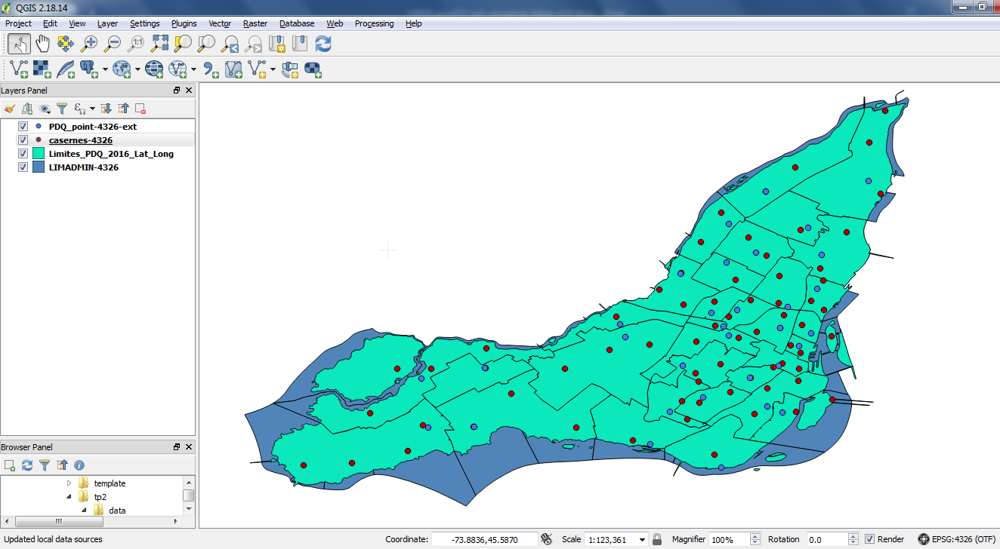 QGIS 2.18.14
Project Edit View Layer Settings Plugins Vector Raster Database Web Processing Help
1:1
Layers Panel
PDQ_point-4326-ext
casernes-4326
Limites_PDQ_2016_Lat_Long
LIMADMIN-4326
Browser Panel
template
tp2
data
Updated local data sources Coordinate: -73.8836,45.5870 Scale 1:123,361 Magnifier 100% Rotation 0.0 Render EPSG:4326 (OTF)